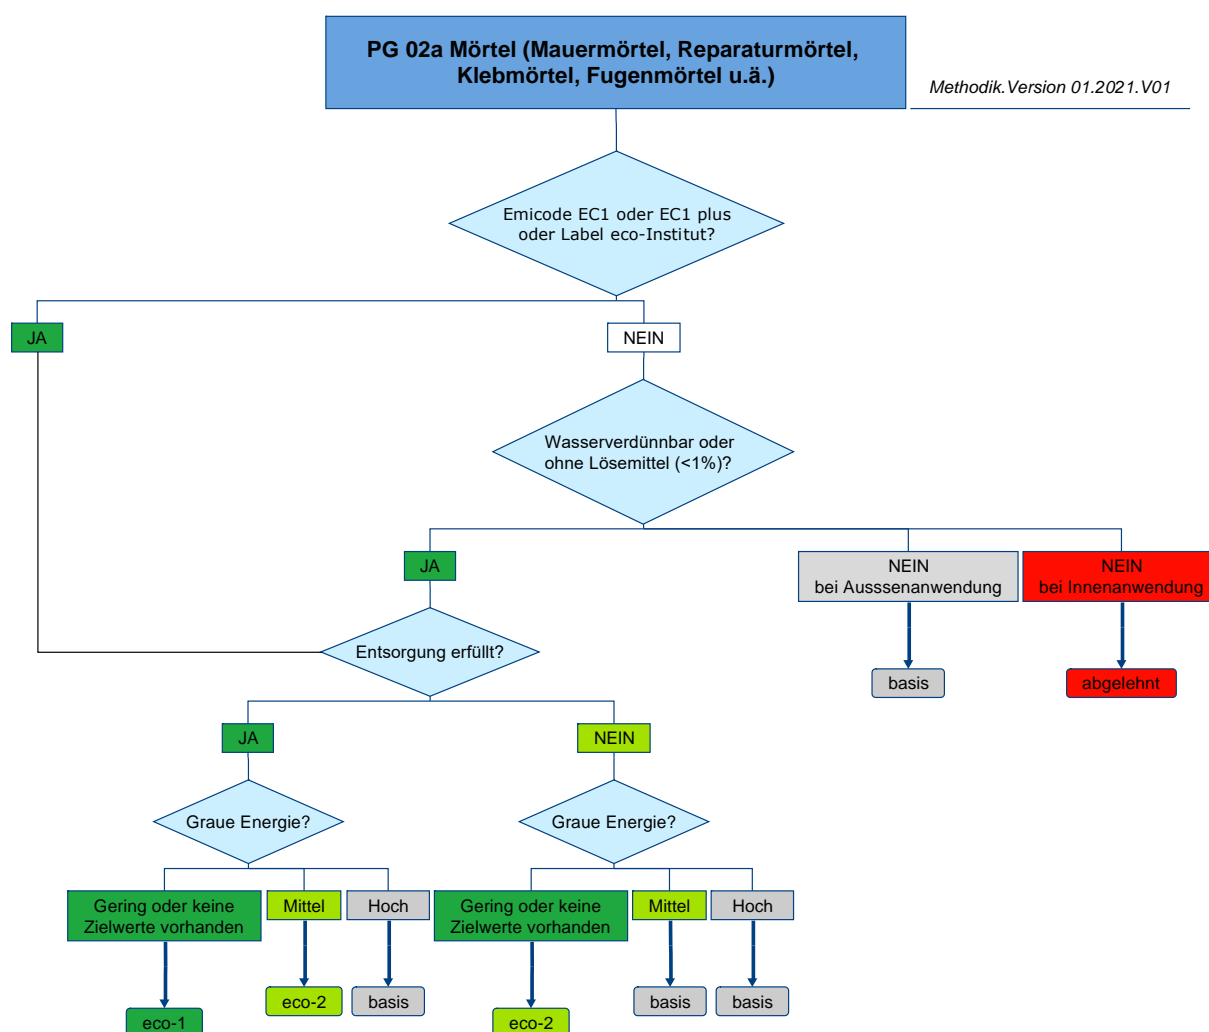 PG 02a Mörtel (Mauermörtel, Reparaturmörtel,
Klebmörtel, Fugenmörtel u.ä.)
Methodik.Version 01.2021.V01
Emicode EC1 oder EC1 plus
oder Label eco-Institut?
JA
NEIN
Wasserverdünnbar oder
ohne Lösemittel (<1%)?
JA
NEIN
bei Ausssenanwendung
NEIN
bei Innenanwendung
Entsorgung erfüllt?
basis
abgelehnt
JA
NEIN
Graue Energie?
Graue Energie?
Gering oder keine
Zielwerte vorhanden
Mittel
Hoch
Gering oder keine
Zielwerte vorhanden
Mittel
Hoch
eco-1
eco-2
basis
eco-2
basis
basis